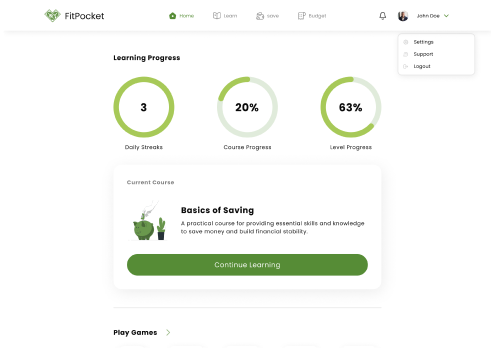 FitPocket
Home
Learn
save
Budget
John Doe
Settings
Support
Logout
Learning Progress
3
20%
63%
Daily Streaks
Course Progress
Level Progress
Current Course
Basics of Saving
A practical course for providing essential skills and knowledge
to save money and build financial stability.
Continue Learning
Play Games